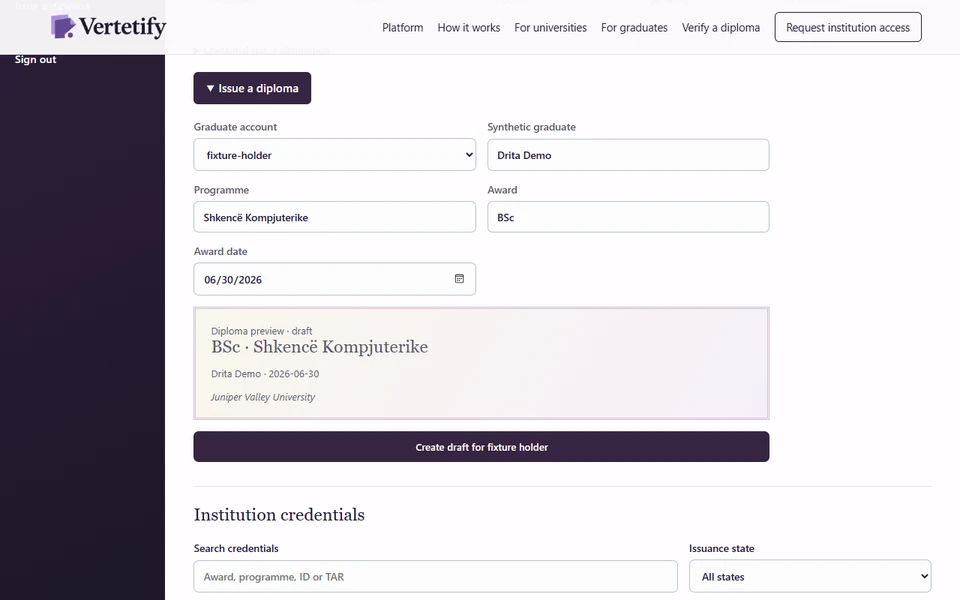 Vertetify
Platform
How it works
For universities
For graduates
Verify a diploma
Request institution access
Sign out
▼ Issue a diploma
Graduate account
Synthetic graduate
fixture-holder
Drita Demo
Programme
Award
Shkencë Kompjuterike
BSc
Award date
06/30/2026
Diploma preview · draft
BSc · Shkencë Kompjuterike
Drita Demo · 2026-06-30
Juniper Valley University
Create draft for fixture holder
Institution credentials
Search credentials
Issuance state
Award, programme, ID or TAR
All states